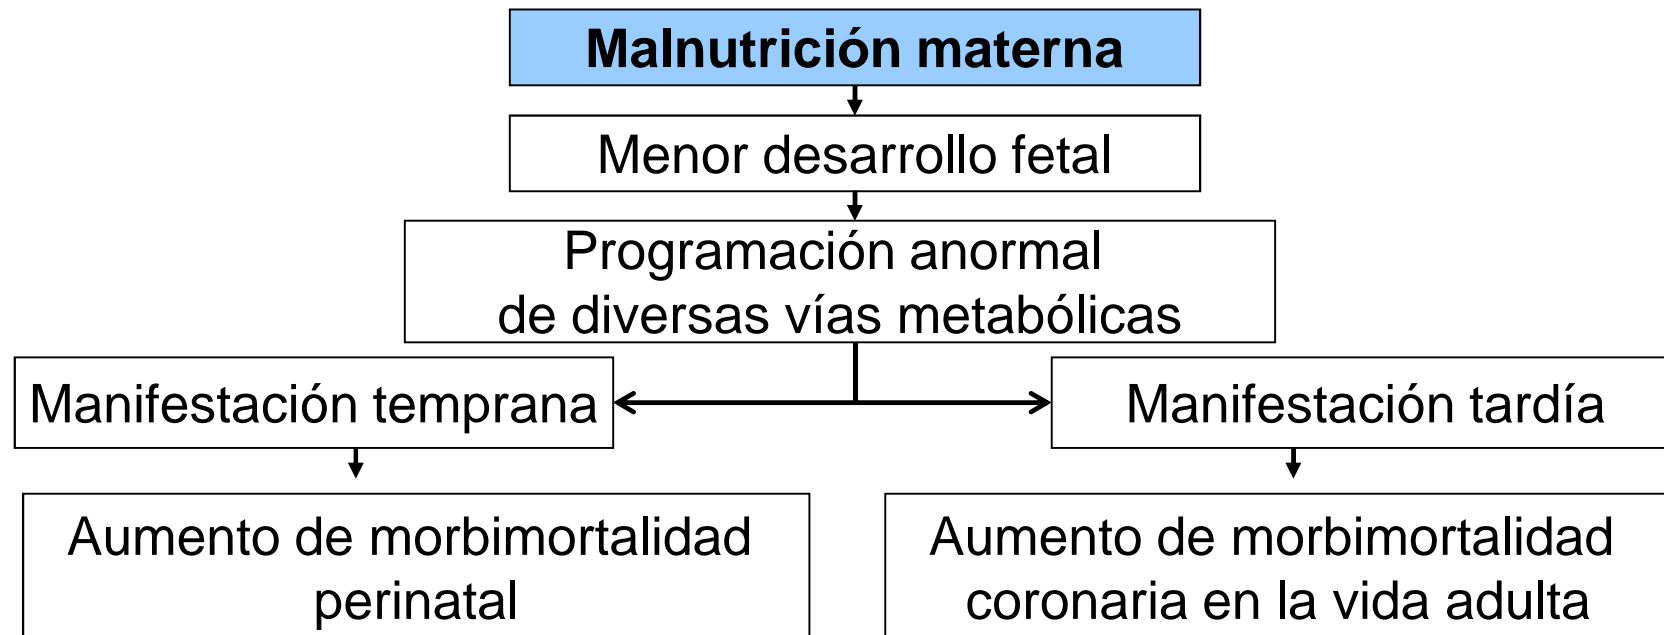 Malnutrición materna
Menor desarrollo fetal
Programación anormal
de diversas vías metabólicas
Manifestación temprana
Manifestación tardía
Aumento de morbimortalidad
perinatal
Aumento de morbimortalidad
coronaria en la vida adulta